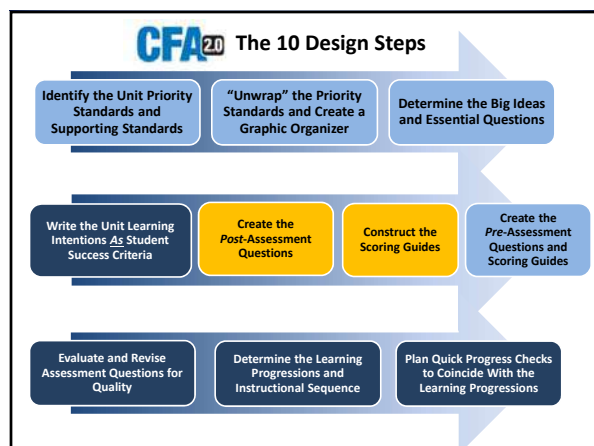 CFA 2.0 The 10 Design Steps
Identify the Unit Priority
Standards and
Supporting Standards
“Unwrap” the Priority
Standards and Create a
Graphic Organizer
Determine the Big Ideas
and Essential Questions
Write the Unit Learning
Intentions As Student
Success Criteria
Create the
Post-Assessment
Questions
Construct the
Scoring Guides
Create the
Pre-Assessment
Questions and
Scoring Guides
Evaluate and Revise
Assessment Questions for
Quality
Determine the Learning
Progressions and
Instructional Sequence
Plan Quick Progress Checks
to Coincide With the
Learning Progressions